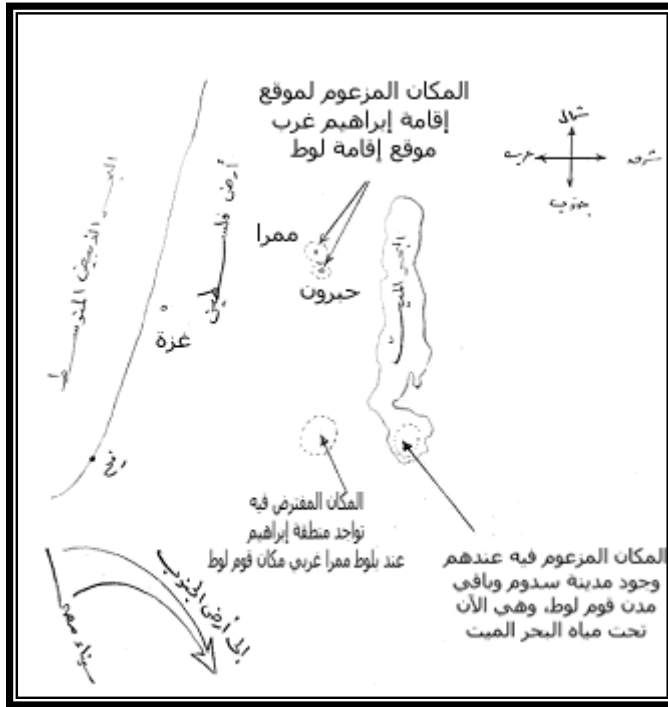 المكان المزعوم لموقع
إقامة إبراهيم غرب
موقع إقامة لوط
شمال
شرق
غرب
جنوب
ممرا
حبرون
البحر الميت
أرض فلسطين
البحر الأبيض المتوسط
غزة
رفح
المكان المفترض فيه
تواجد منطقة إبراهيم
عند بلوط ممرا غربي مكان قوم لوط
المكان المزعوم فيه عندهم
وجود مدينة سدوم وباقي
مدن قوم لوط، وهي الآن
تحت مياه البحر الميت
إلى أرض الجنوب
سيناء مصر